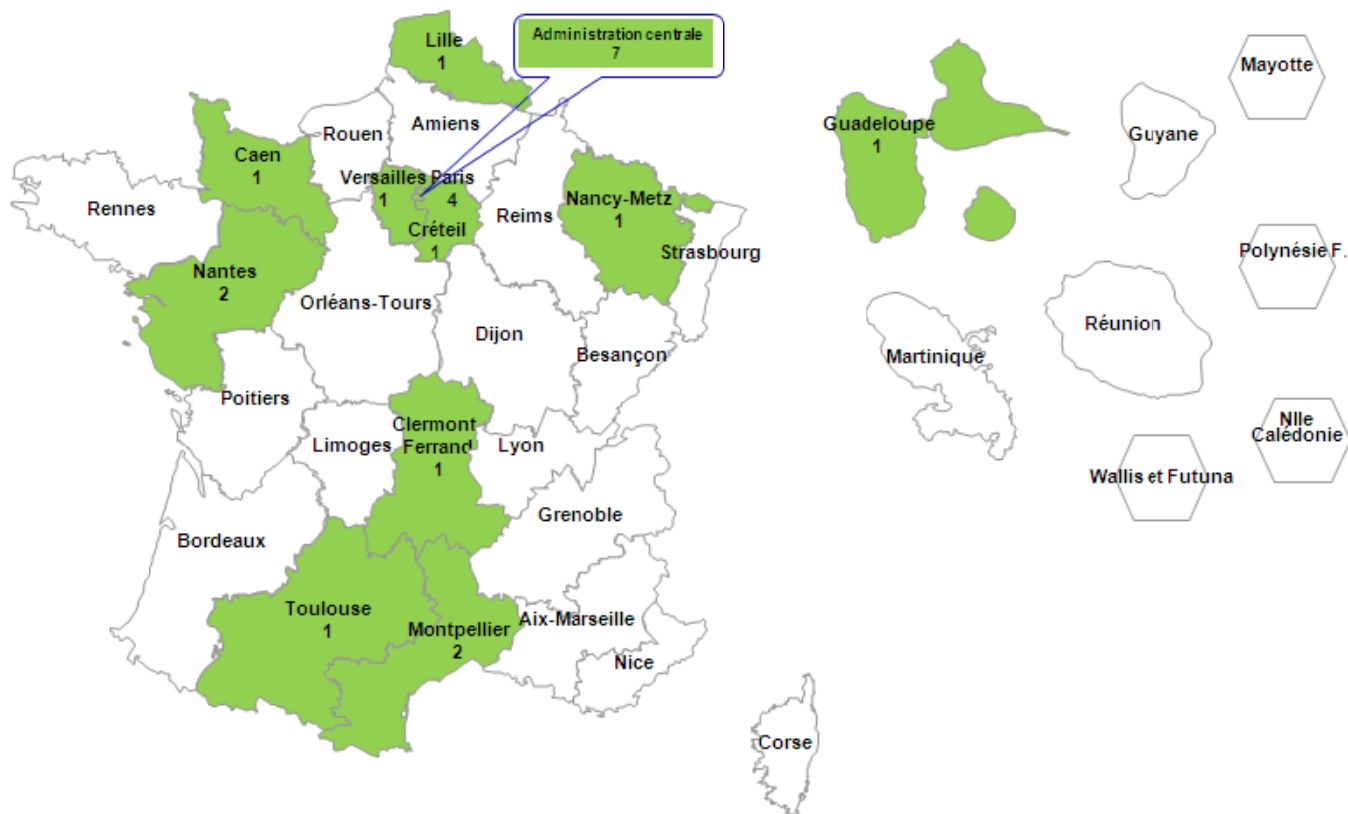 Administration centrale
7
Lille
1
Amiens
Rouen
Caen
1
Versailles
1
Paris
4
Créteil
1
Rennes
Reims
Nancy-Metz
1
Strasbourg
Nantes
2
Orléans-Tours
Dijon
Besançon
Poitiers
Limoges
Clermont
Ferrand
1
Lyon
Grenoble
Bordeaux
Toulouse
1
Montpellier
2
Aix-Marseille
Nice
Corse
Guadeloupe
1
Guyane
Mayotte
Polynésie F.
Martinique
Réunion
Nlle
Calédonie
Wallis et Futuna